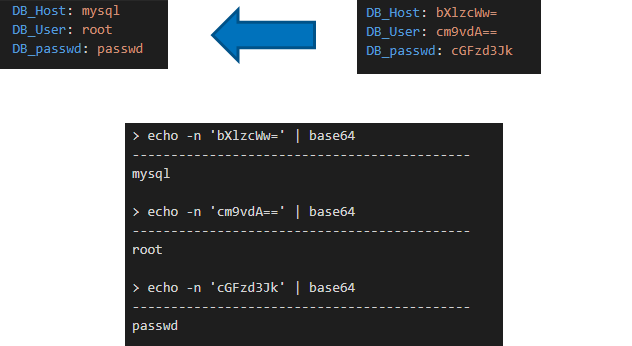 DB_Host: mysql
DB_User: root
DB_passwd: passwd
DB_Host: bXlzcWw=
DB_User: cm9vdA==
DB_passwd: cGFzd3Jk
> echo -n 'bXlzcWw=' | base64
-------------------------------------------
mysql
> echo -n 'cm9vdA==' | base64
-------------------------------------------
root
> echo -n 'cGFzd3Jk' | base64
-------------------------------------------
passwd